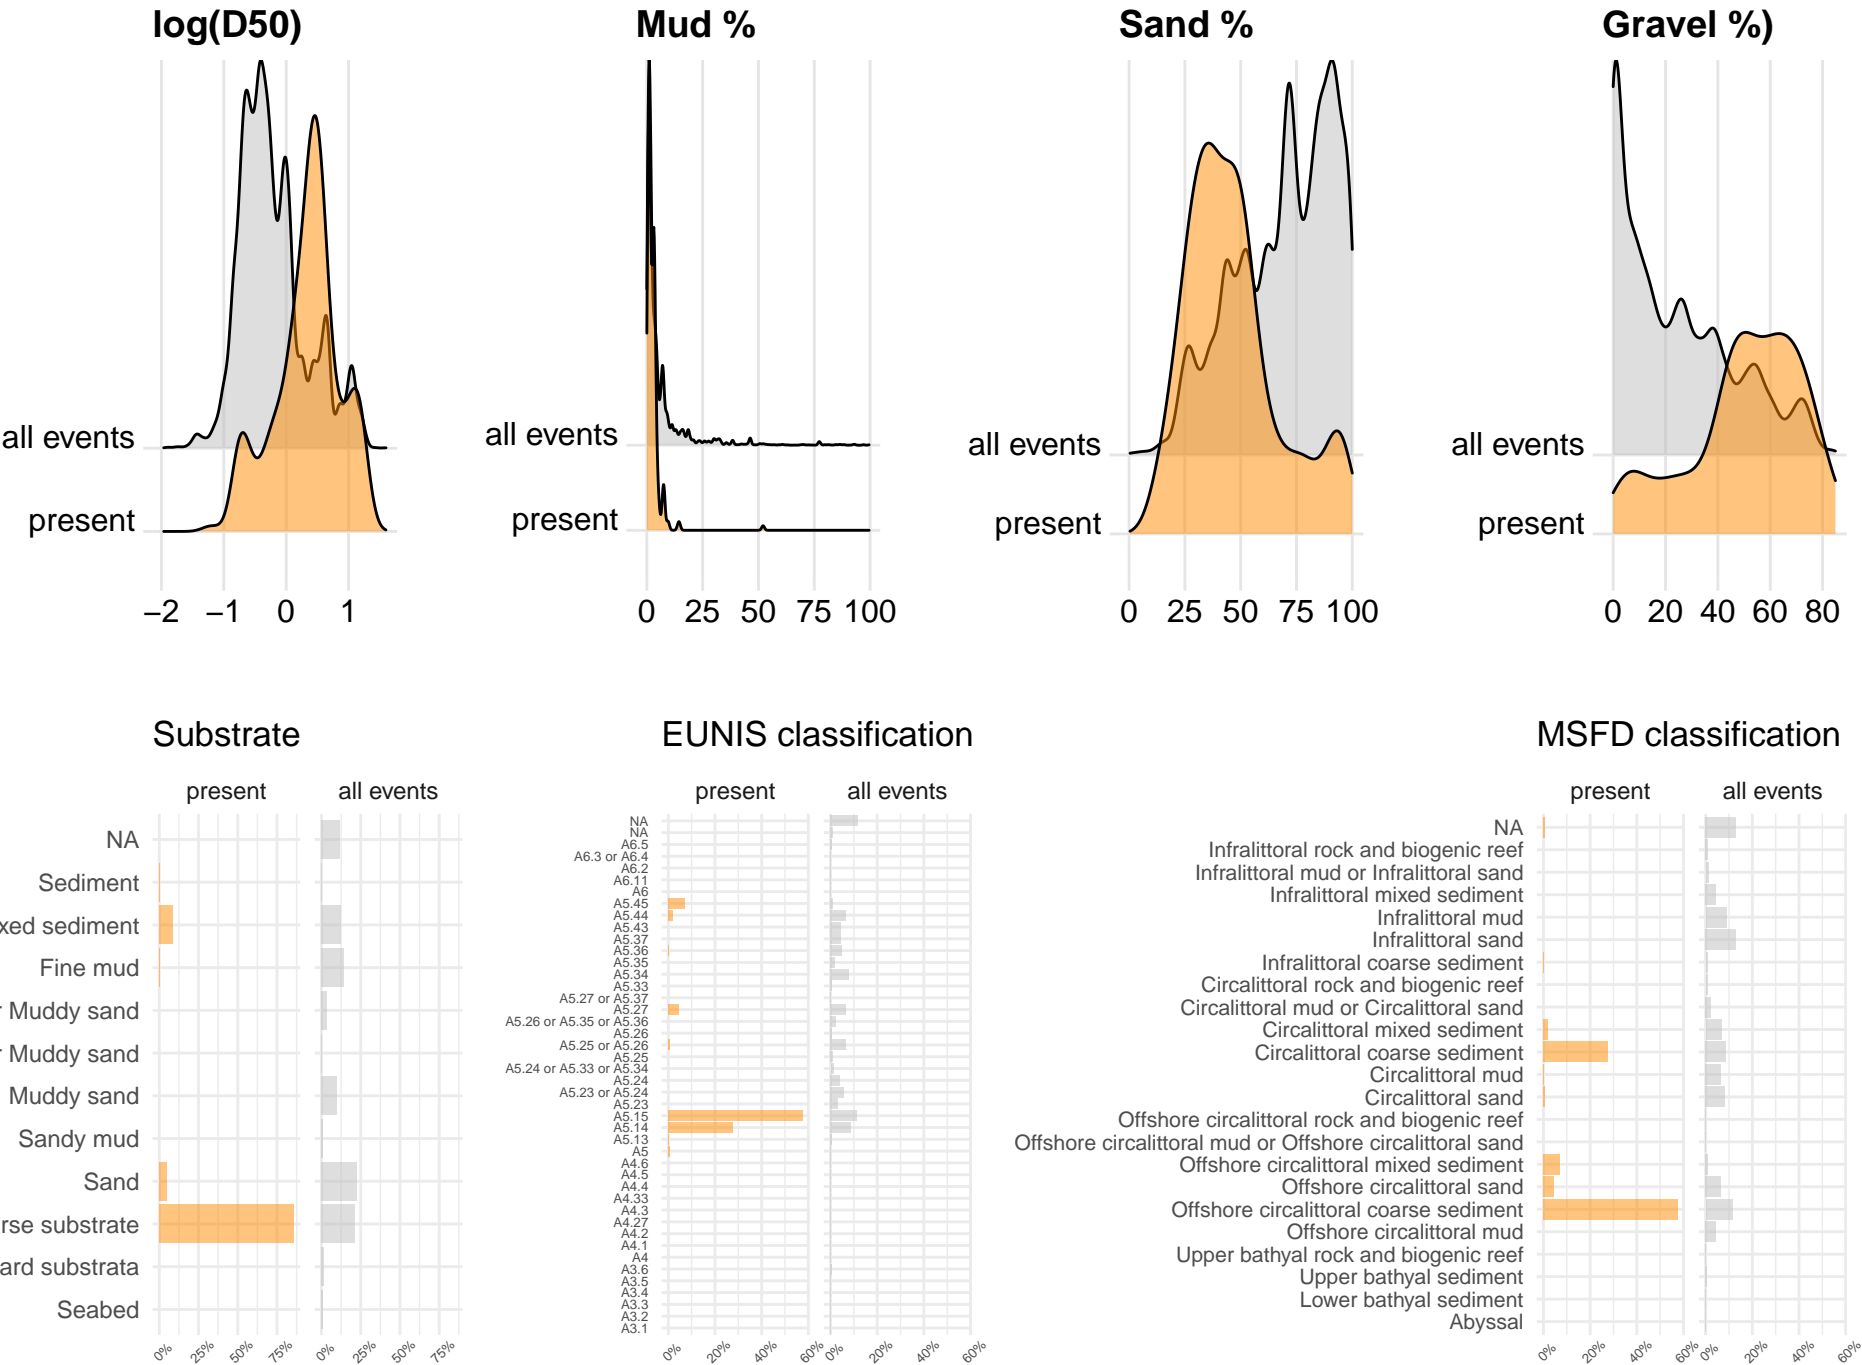 log(D50)
Mud %
Sand %
Gravel %)
all events
present
−2 −1 0 1
all events
present
0 25 50 75 100
all events
present
0 25 50 75 100
all events
present
0 20 40 60 80
Substrate
present
all events
NA
Sediment
xed sediment
Fine mud
r Muddy sand
r Muddy sand
Muddy sand
Sandy mud
Sand
rse substrate
ard substrata
Seabed
0% 25% 50% 75%
0% 25% 50% 75%
EUNIS classification
present
all events
NA
NA
A6.5
A6.3 or A6.4
A6.2
A6.11
A6
A5.45
A5.44
A5.43
A5.37
A5.36
A5.35
A5.34
A5.33
A5.27 or A5.37
A5.27
A5.26 or A5.35 or A5.36
A5.26
A5.25 or A5.26
A5.25
A5.24 or A5.33 or A5.34
A5.24
A5.23 or A5.24
A5.23
A5.15
A5.14
A5.13
A5
A4.6
A4.5
A4.4
A4.33
A4.3
A4.27
A4.2
A4.1
A4
A3.6
A3.5
A3.4
A3.3
A3.2
A3.1
0% 20% 40% 60%
0% 20% 40% 60%
MSFD classification
present
all events
NA
Infralittoral rock and biogenic reef
Infralittoral mud or Infralittoral sand
Infralittoral mixed sediment
Infralittoral mud
Infralittoral sand
Infralittoral coarse sediment
Circalittoral rock and biogenic reef
Circalittoral mud or Circalittoral sand
Circalittoral mixed sediment
Circalittoral coarse sediment
Circalittoral mud
Circalittoral sand
Offshore circalittoral rock and biogenic reef
Offshore circalittoral mud or Offshore circalittoral sand
Offshore circalittoral mixed sediment
Offshore circalittoral sand
Offshore circalittoral coarse sediment
Offshore circalittoral mud
Upper bathyal rock and biogenic reef
Upper bathyal sediment
Lower bathyal sediment
Abyssal
0% 20% 40% 60%
0% 20% 40% 60%